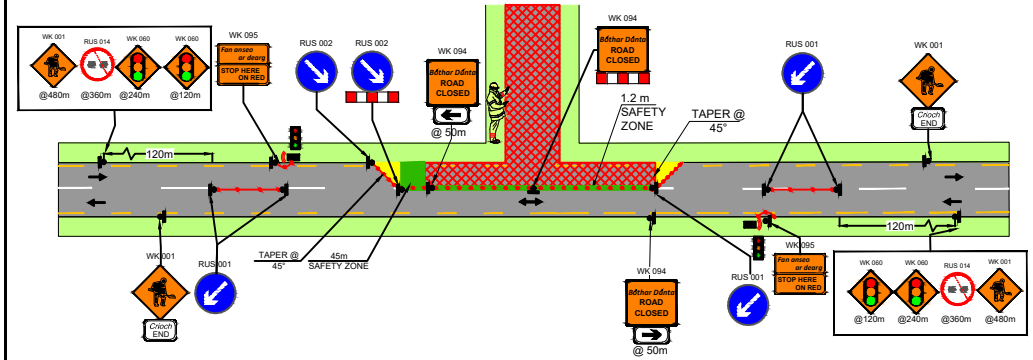 WK 001
RUS 014
WK 060
WK 060
@480m
@360m
@240m
@120m
WK 095
Fan anseo
ar dearg
STOP HERE
ON RED
RUS 002
RUS 002
WK 094
Bóthar Dúnta
ROAD
CLOSED
@ 50m
WK 094
Bóthar Dúnta
ROAD
CLOSED
1.2 m
SAFETY
ZONE
TAPER @
45°
RUS 001
WK 001
Críoch
END
120m
120m
WK 001
Críoch
END
RUS 001
TAPER @
45°
45m
SAFETY ZONE
WK 094
Bóthar Dúnta
ROAD
CLOSED
@ 50m
RUS 001
WK 095
Fan anseo
ar dearg
STOP HERE
ON RED
WK 060
WK 060
RUS 014
WK 001
@120m
@240m
@360m
@480m